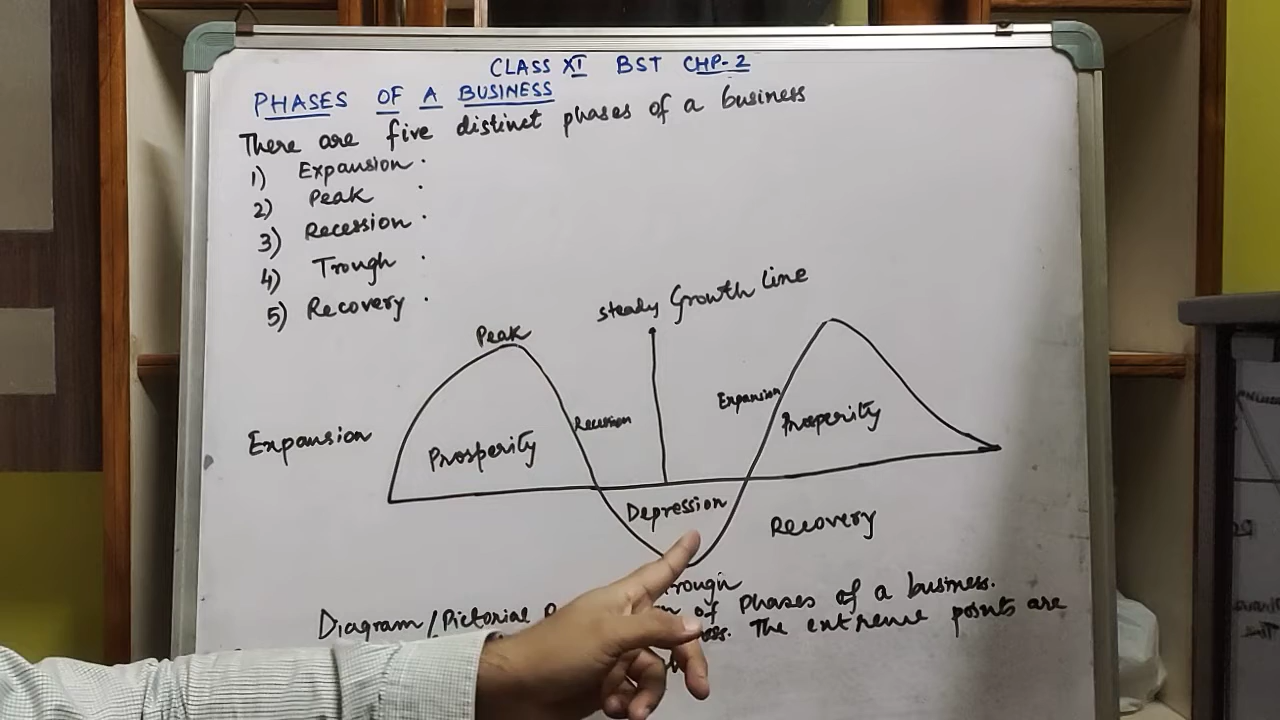 CLASS XI BST CHP-2
PHASES OF A BUSINESS
There are five distinct phases of a business
1) Expansion.
2) Peak.
3) Recession.
4) Trough.
5) Recovery.
steady Growth Line
Peak
Expansion
Recession
Expansion
Prosperity
Prosperity
Depression
Recovery
Trough
Diagram/Pictorial of phases of a business.
The extreme points are